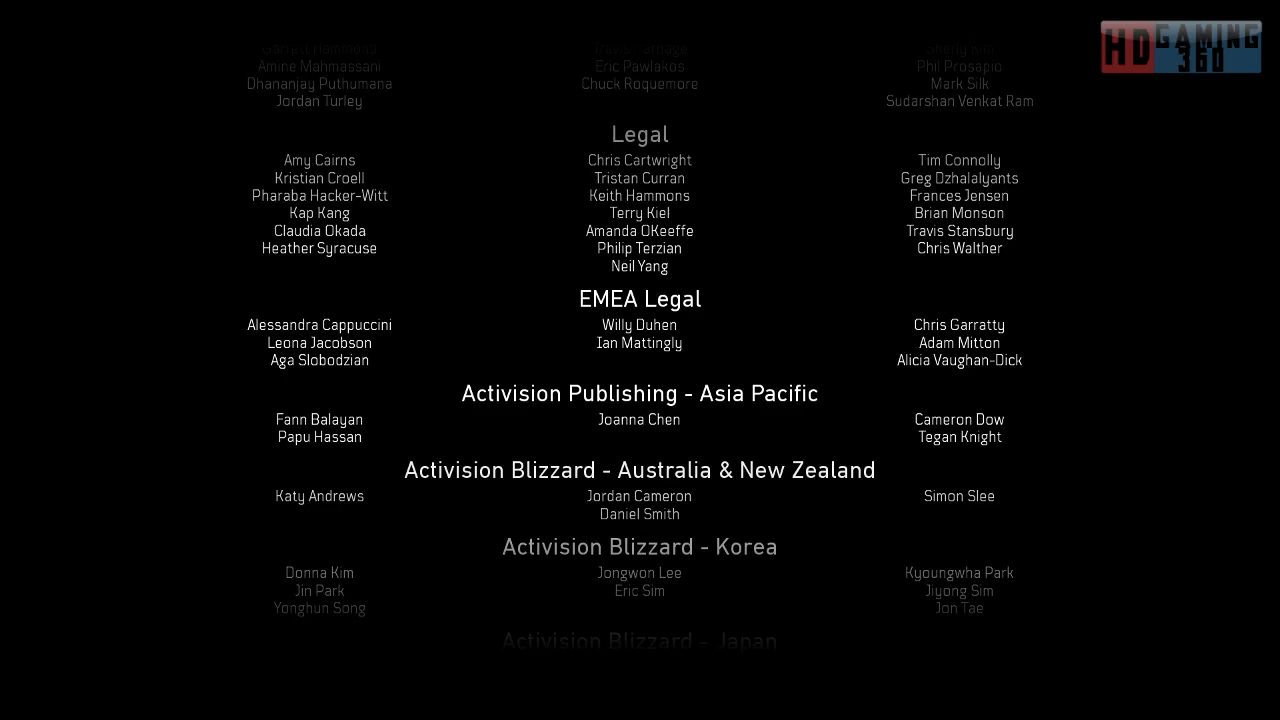 Garrett Hammond
Amine Mahmassani
Dhananjay Puthumana
Jordan Turley
Eric Pawlakos
Chuck Roquemore
Phil Prosapio
Mark Silk
Sudarshan Venkat Ram
HD GAMING 360
Legal
Amy Cairns
Kristian Croell
Pharaba Hacker-Witt
Kap Kang
Claudia Okada
Heather Syracuse
Chris Cartwright
Tristan Curran
Keith Hammons
Terry Kiel
Amanda OKeeffe
Philip Terzian
Neil Yang
Tim Connolly
Greg Dzhalalyants
Frances Jensen
Brian Monson
Travis Stansbury
Chris Walther
EMEA Legal
Alessandra Cappuccini
Leona Jacobson
Aga Slobodzian
Willy Duhen
Ian Mattingly
Chris Garratty
Adam Mitton
Alicia Vaughan-Dick
Activision Publishing - Asia Pacific
Fann Balayan
Papu Hassan
Joanna Chen
Cameron Dow
Tegan Knight
Activision Blizzard - Australia & New Zealand
Katy Andrews
Jordan Cameron
Daniel Smith
Simon Slee
Activision Blizzard - Korea
Donna Kim
Jin Park
Yonghun Song
Jongwon Lee
Eric Sim
Kyoungwha Park
Jiyong Sim
Jon Tae
Activision Blizzard - Japan